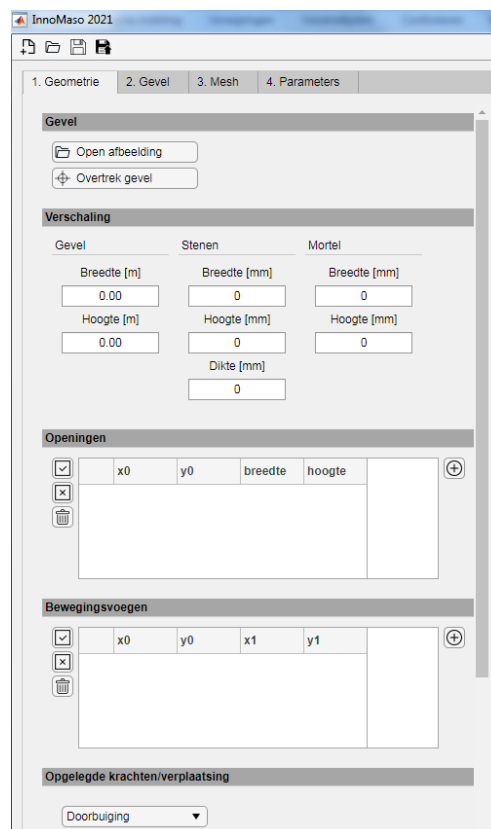 InnoMaso 2021
1. Geometrie 2. Gevel 3. Mesh 4. Parameters
Gevel
Open afbeelding
Overtrek gevel
Verschaling
Gevel Stenen Mortel
Breedte [m] Breedte [mm] Breedte [mm]
0.00 0 0
Hoogte [m] Hoogte [mm] Hoogte [mm]
0.00 0 0
Dikte [mm]
0
Openingen
x0 y0 breedte hoogte
Bewegingsvoegen
x0 y0 x1 y1
Opgelegde krachten/verplaatsing
Doorbuiging